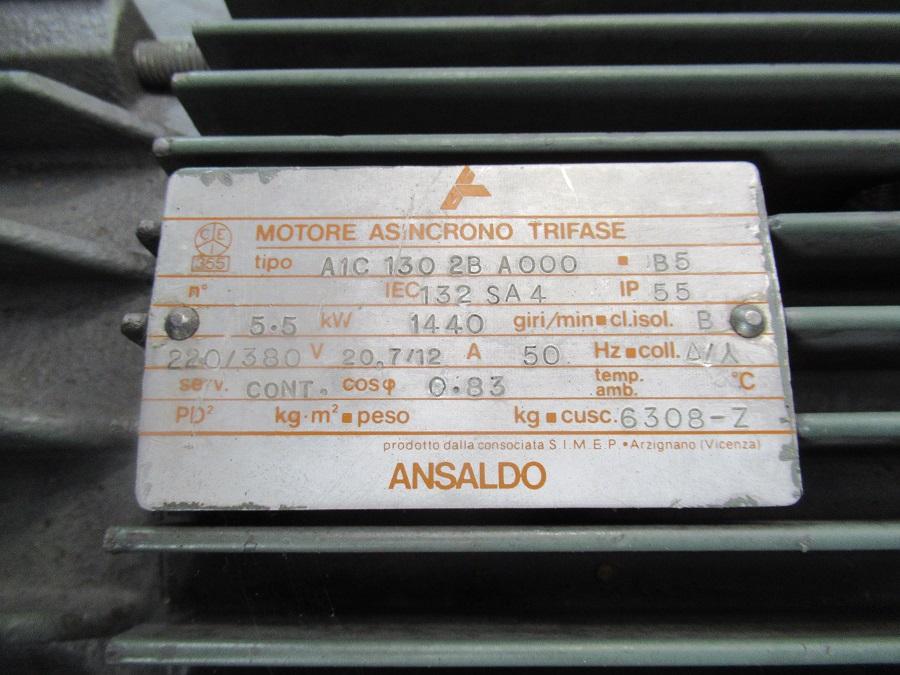 CEI
355
MOTORE ASINCRONO TRIFASE
tipo A1C 130 2B A000 ▪ B5
n° IEC 132 SA4 IP 55
5.5 kW 1440 giri/min▪cl.isol. B
220/380 V 20,7/12 A 50 Hz▪coll. Δ/⅄
serv. CONT. cosφ 0.83 temp. amb. °C
PD² kg·m²▪peso kg▪cusc. 6308-Z
prodotto dalla consociata S.I.M.E.P.•Arzignano (Vicenza)
ANSALDO